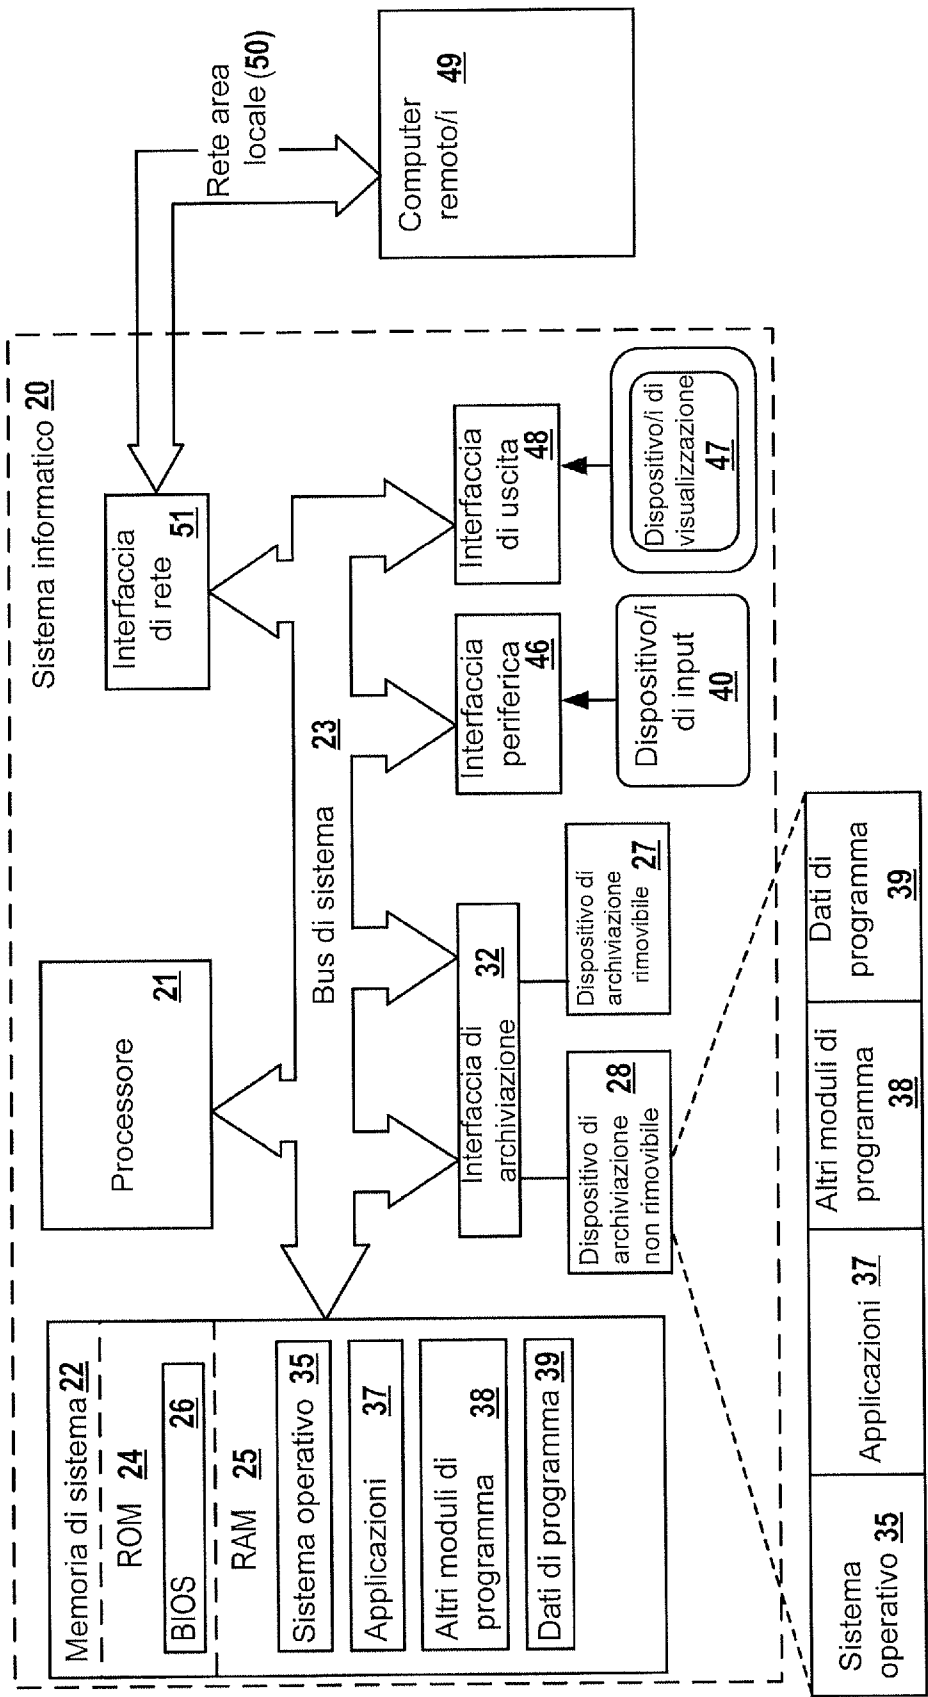 Sistema informatico 20
Memoria di sistema 22
ROM 24
BIOS 26
RAM 25
Sistema operativo 35
Applicazioni 37
Altri moduli di
programma 38
Dati di programma 39
Processore
21
Bus di sistema 23
Interfaccia
di rete 51
Rete area
locale (50)
Computer
remoto/i 49
Interfaccia di
archiviazione 32
Interfaccia
periferica
46
Interfaccia
di uscita
48
Dispositivo di
archiviazione 28
non rimovibile
Dispositivo di
archiviazione 27
rimovibile
Dispositivo/i
di input
40
Dispositivo/i di
visualizzazione
47
Sistema
operativo 35
Applicazioni 37
Altri moduli di
programma
38
Dati di
programma
39